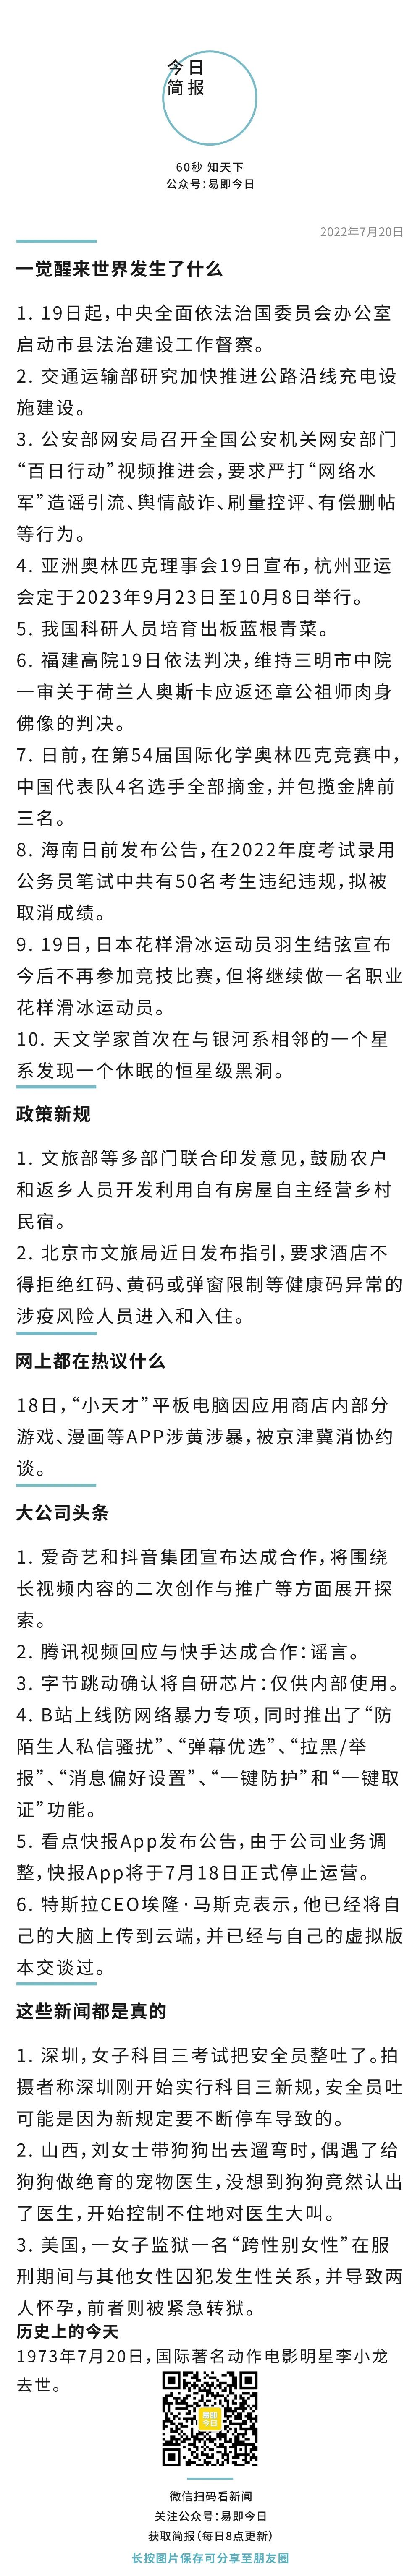 今日
简报
60秒 知天下
公众号：易即今日
2022年7月20日
一觉醒来世界发生了什么
1. 19日起，中央全面依法治国委员会办公室
启动市县法治建设工作督察。
2. 交通运输部研究加快推进公路沿线充电设
施建设。
3. 公安部网安局召开全国公安机关网安部门
“百日行动”视频推进会，要求严打“网络水
军”造谣引流、舆情敲诈、刷量控评、有偿删帖
等行为。
4. 亚洲奥林匹克理事会19日宣布，杭州亚运
会定于2023年9月23日至10月8日举行。
5. 我国科研人员培育出板蓝根青菜。
6. 福建高院19日依法判决，维持三明市中院
一审关于荷兰人奥斯卡应返还章公祖师肉身
佛像的判决。
7. 日前，在第54届国际化学奥林匹克竞赛中，
中国代表队4名选手全部摘金，并包揽金牌前
三名。
8. 海南日前发布公告，在2022年度考试录用
公务员笔试中共有50名考生违纪违规，拟被
取消成绩。
9. 19日，日本花样滑冰运动员羽生结弦宣布
今后不再参加竞技比赛，但将继续做一名职业
花样滑冰运动员。
10. 天文学家首次在与银河系相邻的一个星
系发现一个休眠的恒星级黑洞。
政策新规
1. 文旅部等多部门联合印发意见，鼓励农户
和返乡人员开发利用自有房屋自主经营乡村
民宿。
2. 北京市文旅局近日发布指引，要求酒店不
得拒绝红码、黄码或弹窗限制等健康码异常的
涉疫风险人员进入和入住。
网上都在热议什么
18日，“小天才”平板电脑因应用商店内部分
游戏、漫画等APP涉黄涉暴，被京津冀消协约
谈。
大公司头条
1. 爱奇艺和抖音集团宣布达成合作，将围绕
长视频内容的二次创作与推广等方面展开探
索。
2. 腾讯视频回应与快手达成合作：谣言。
3. 字节跳动确认将自研芯片：仅供内部使用。
4. B站上线防网络暴力专项，同时推出了“防
陌生人私信骚扰”、“弹幕优选”、“拉黑/举
报”、“消息偏好设置”、“一键防护”和“一键取
证”功能。
5. 看点快报App发布公告，由于公司业务调
整，快报App将于7月18日正式停止运营。
6. 特斯拉CEO埃隆·马斯克表示，他已经将自
己的大脑上传到云端，并已经与自己的虚拟版
本交谈过。
这些新闻都是真的
1. 深圳，女子科目三考试把安全员整吐了。拍
摄者称深圳刚开始实行科目三新规，安全员吐
可能是因为新规定要不断停车导致的。
2. 山西，刘女士带狗狗出去遛弯时，偶遇了给
狗狗做绝育的宠物医生，没想到狗狗竟然认出
了医生，开始控制不住地对医生大叫。
3. 美国，一女子监狱一名“跨性别女性”在服
刑期间与其他女性囚犯发生性关系，并导致两
人怀孕，前者则被紧急转狱。
历史上的今天
1973年7月20日，国际著名动作电影明星李小龙
去世。
易即
今日
微信扫码看新闻
关注公众号：易即今日
获取简报（每日8点更新）
长按图片保存可分享至朋友圈